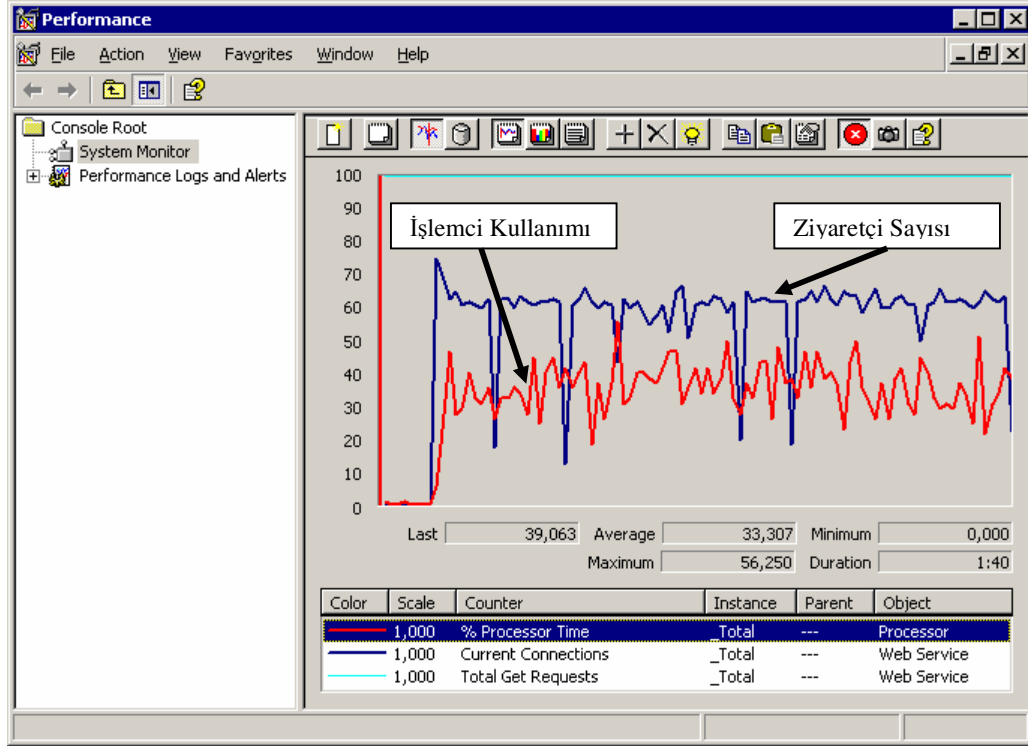 Performance
File Action View Favorites Window Help
Console Root
System Monitor
Performance Logs and Alerts
100
90
80
70
60
50
40
30
20
10
0
İşlemci Kullanımı
Ziyaretçi Sayısı
Last 39,063 Average 33,307 Minimum 0,000
Maximum 56,250 Duration 1:40
Color Scale Counter Instance Parent Object
1,000 % Processor Time _Total --- Processor
1,000 Current Connections _Total --- Web Service
1,000 Total Get Requests _Total --- Web Service